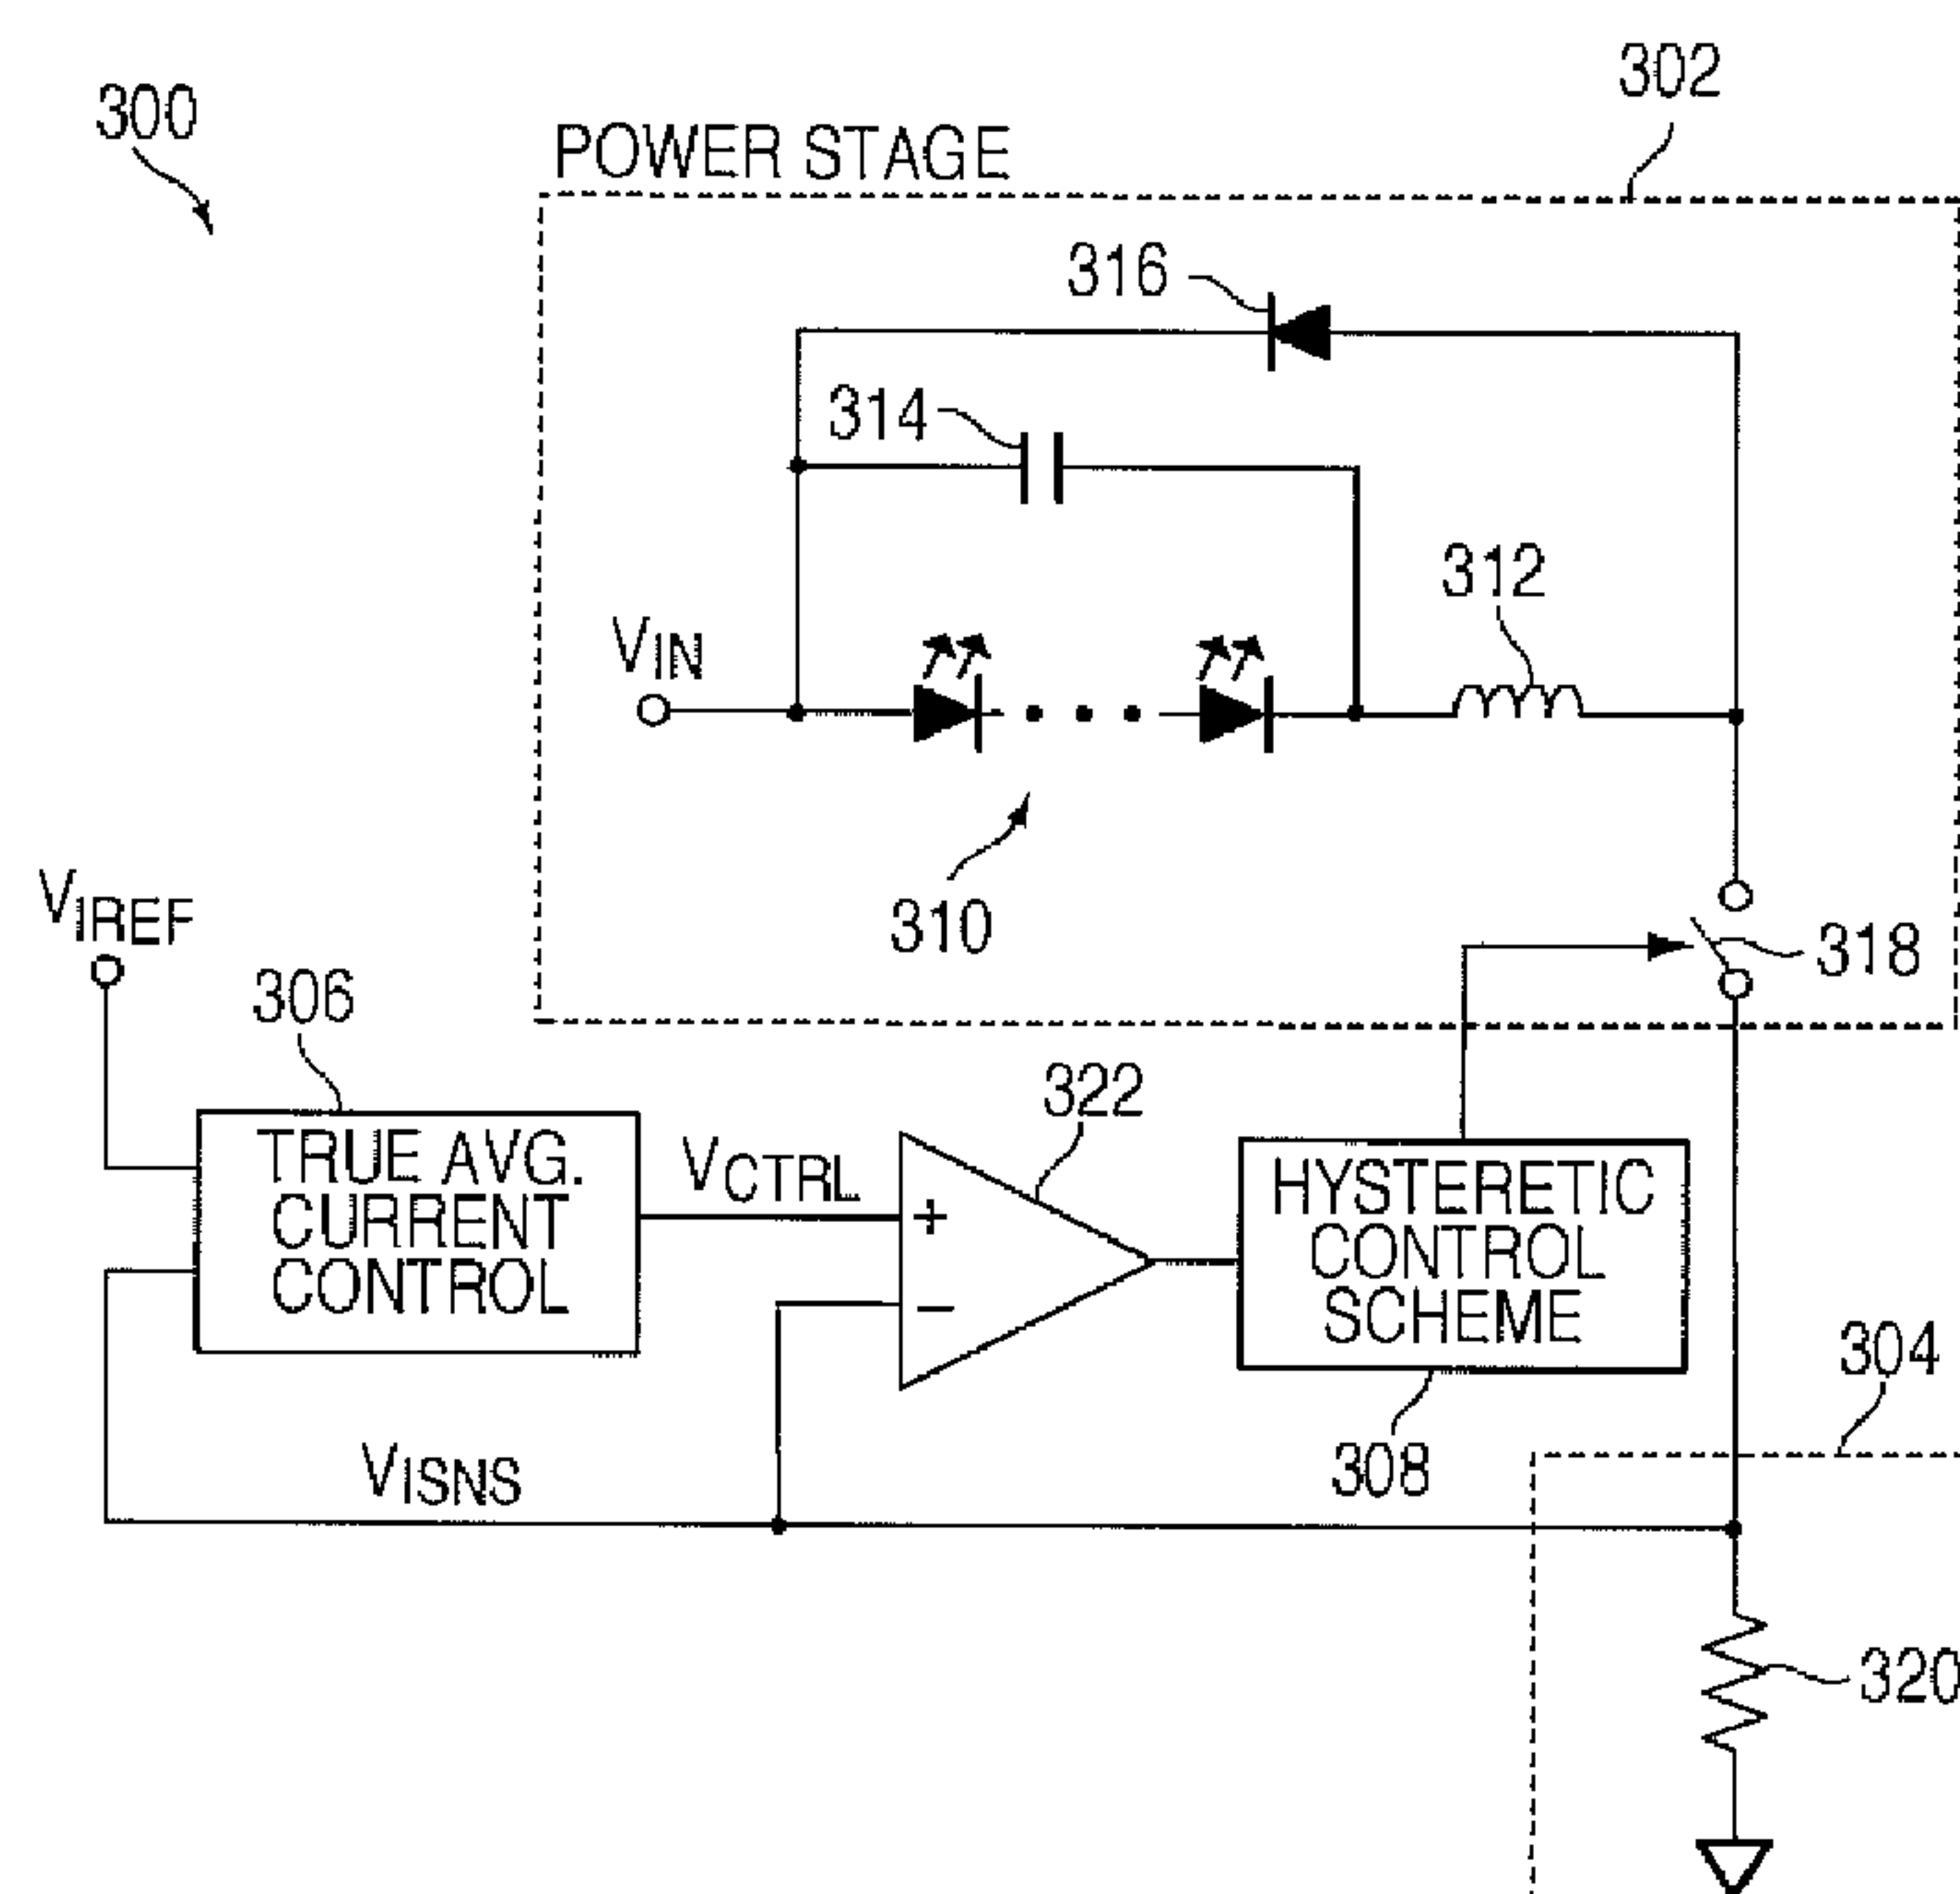 302
300
POWER STAGE
316
314
312
VIN
310
VIREF
318
306
322
TRUE AVG.
CURRENT
CONTROL
VCTRL
+
−
HYSTERETIC
CONTROL
SCHEME
304
308
VISNS
320